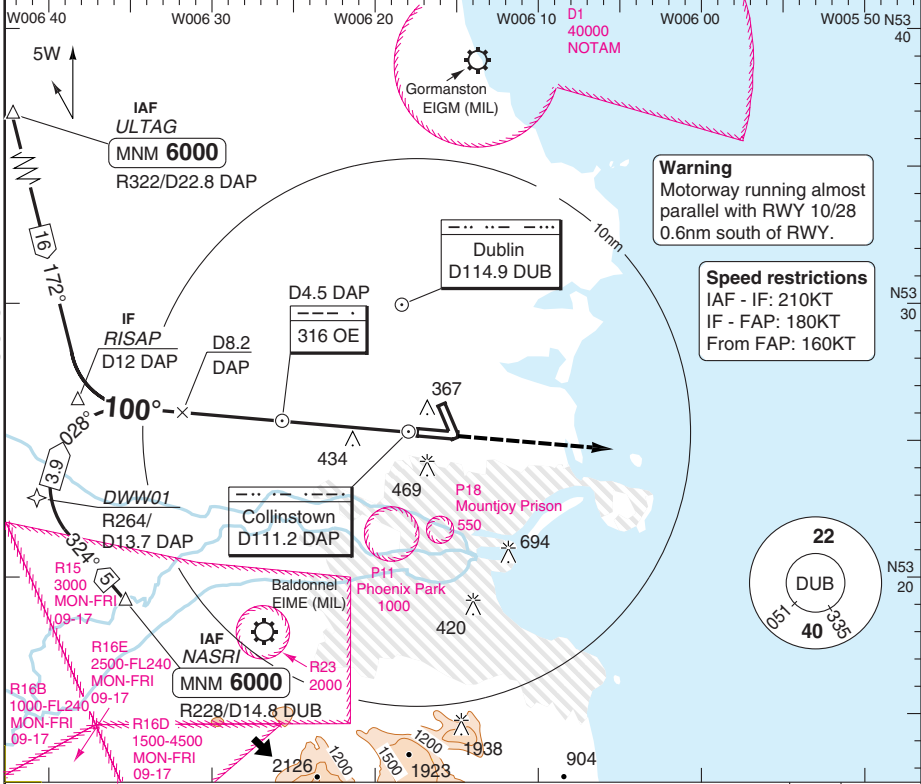 W006 40
W006 30
W006 20
W006 10
W006 00
W005 50
N53
40
5W
D1
40000
NOTAM
Gormanston
EIGM (MIL)
IAF
ULTAG
MNM 6000
R322/D22.8 DAP
Warning
Motorway running almost
parallel with RWY 10/28
0.6nm south of RWY.
10nm
Dublin
D114.9 DUB
16
172°
Speed restrictions
IAF - IF: 210KT
IF - FAP: 180KT
From FAP: 160KT
N53
30
D4.5 DAP
316 OE
IF
RISAP
D12 DAP
D8.2
DAP
100°
367
028°
434
3.9
469
DWW01
R264/
D13.7 DAP
Collinstown
D111.2 DAP
P18
Mountjoy Prison
550
694
22
DUB
051
335
40
N53
20
324°
5
R15
3000
MON-FRI
09-17
P11
Phoenix Park
1000
Baldonnel
EIME (MIL)
420
IAF
NASRI
MNM 6000
R228/D14.8 DUB
R23
2000
R16E
2500-FL240
MON-FRI
09-17
R16B
1000-FL240
MON-FRI
09-17
R16D
1500-4500
MON-FRI
09-17
2126
1200
1500
1200
1923
1938
904